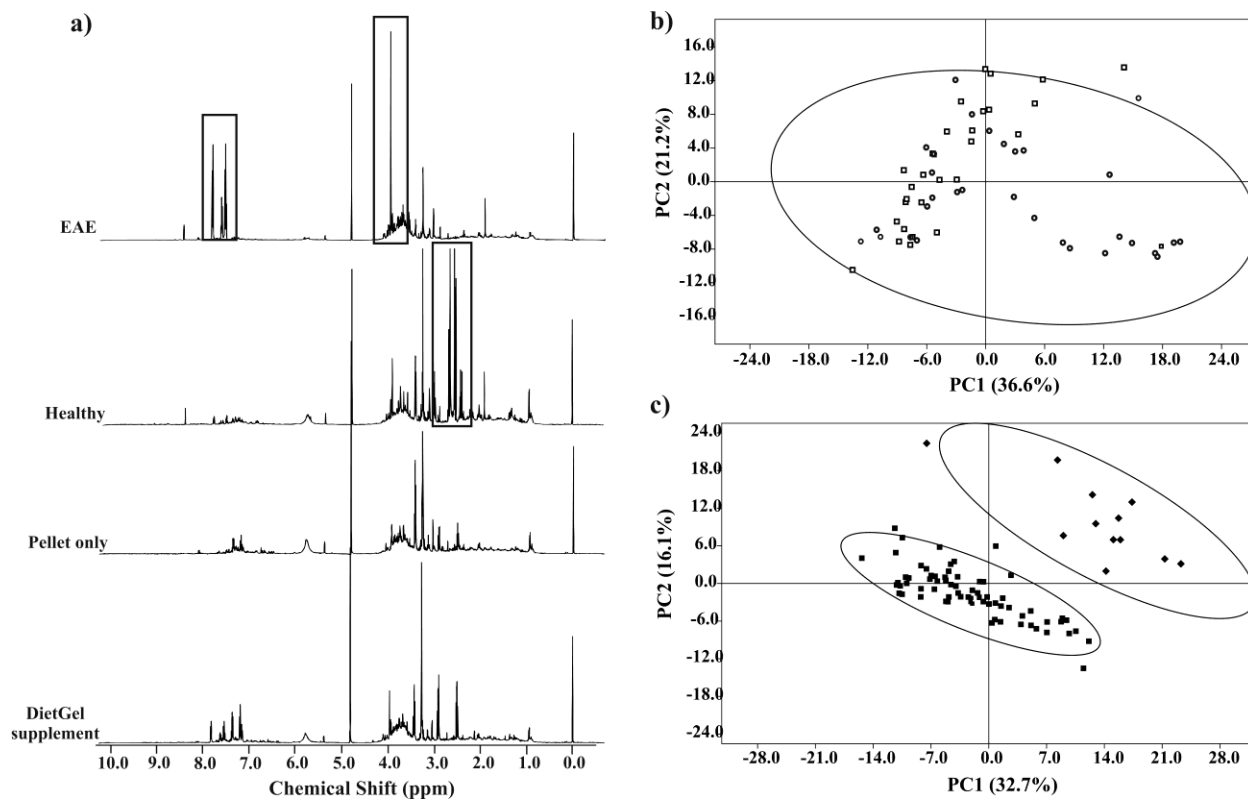 a)
EAE
Healthy
Pellet only
DietGel
supplement
10.0 9.0 8.0 7.0 6.0 5.0 4.0 3.0 2.0 1.0 0.0
Chemical Shift (ppm)
b)
16.0
12.0
8.0
4.0
0.0
-4.0
-8.0
-12.0
-16.0
PC2 (21.2%)
-24.0 -18.0 -12.0 -6.0 0.0 6.0 12.0 18.0 24.0
PC1 (36.6%)
c)
24.0
18.0
12.0
6.0
0.0
-6.0
-12.0
-18.0
-24.0
PC2 (16.1%)
-28.0 -21.0 -14.0 -7.0 0.0 7.0 14.0 21.0 28.0
PC1 (32.7%)